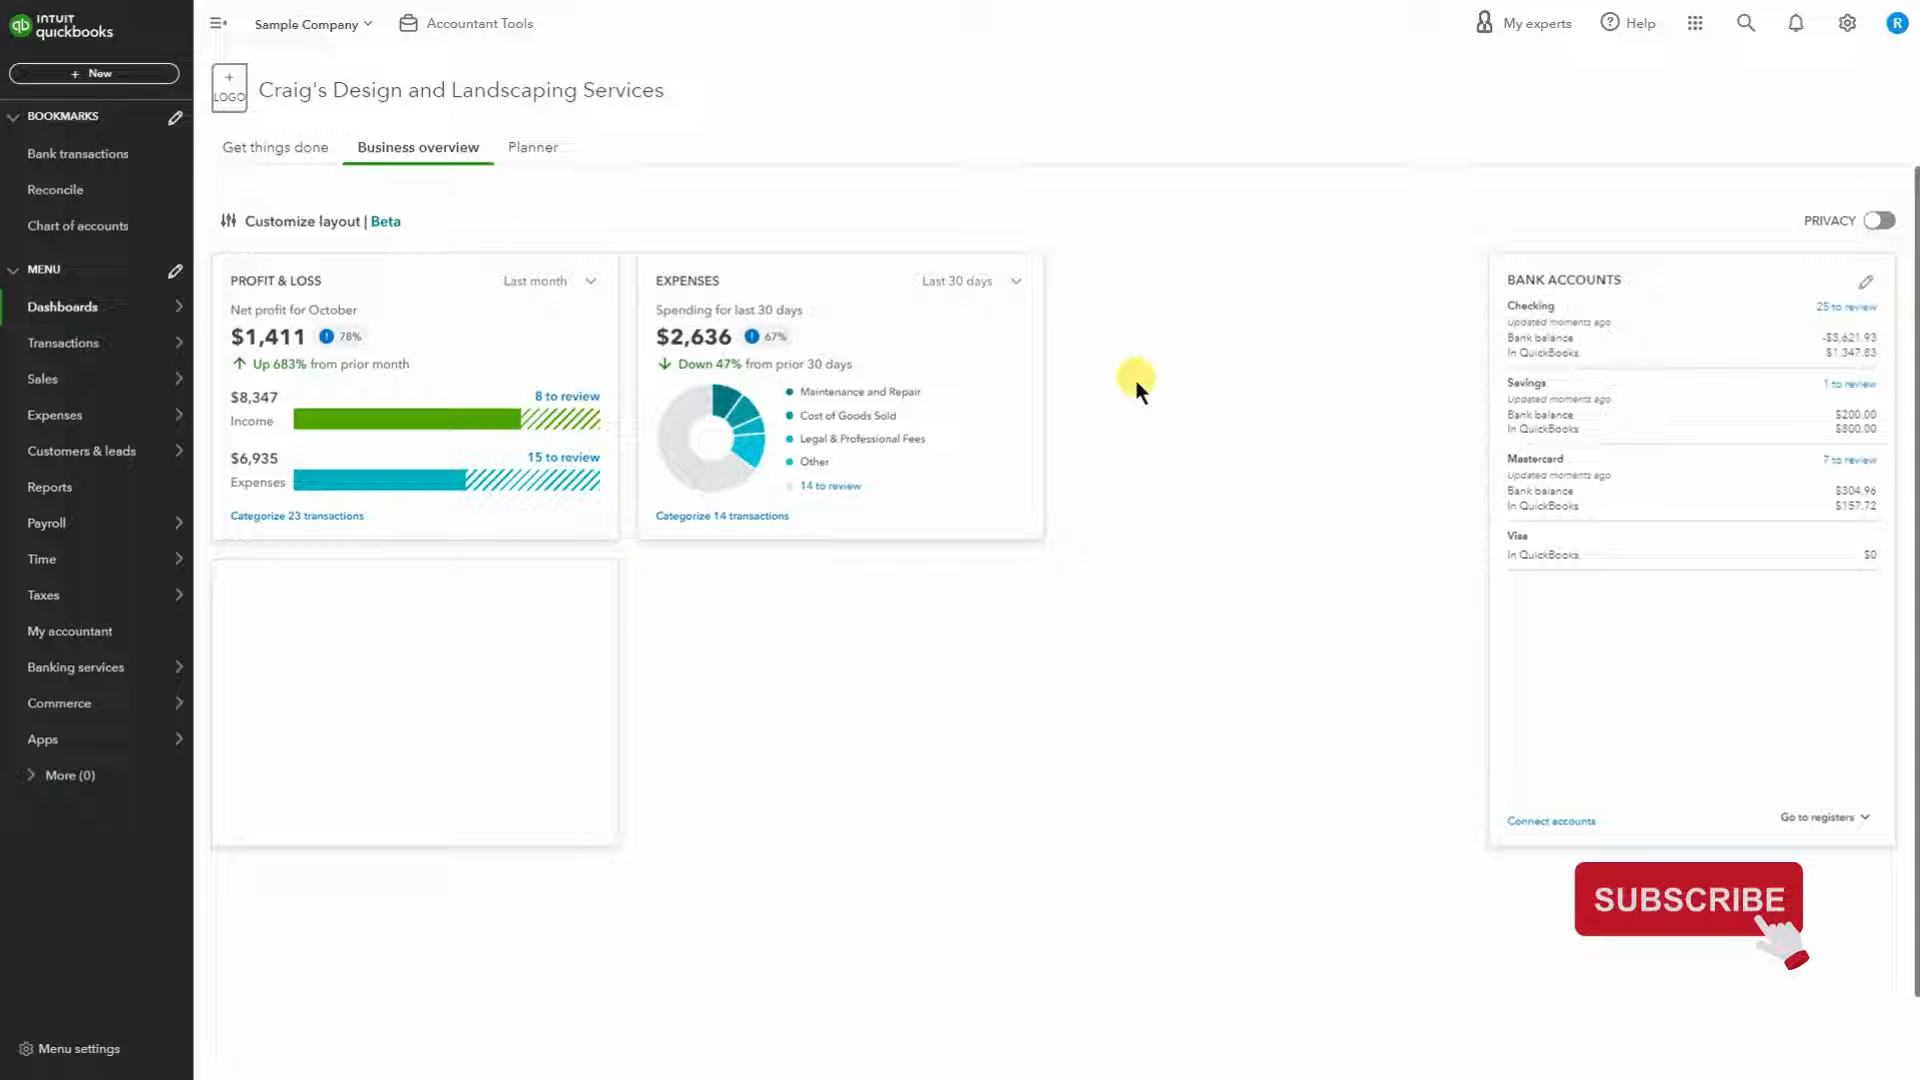 INTUIT
quickbooks
Sample Company
Accountant Tools
My experts
Help
R
+ New
+
LOGO
Craig's Design and Landscaping Services
BOOKMARKS
Bank transactions
Reconcile
Chart of accounts
MENU
Dashboards
Transactions
Sales
Expenses
Customers & leads
Reports
Payroll
Time
Taxes
My accountant
Banking services
Commerce
Apps
More (0)
Menu settings
Get things done
Business overview
Planner
Customize layout | Beta
PRIVACY
PROFIT & LOSS
Last month
Net profit for October
$1,411
78%
Up 683% from prior month
$8,347
8 to review
Income
$6,935
15 to review
Expenses
Categorize 23 transactions
EXPENSES
Last 30 days
Spending for last 30 days
$2,636
67%
Down 47% from prior 30 days
Maintenance and Repair
Cost of Goods Sold
Legal & Professional Fees
Other
14 to review
Categorize 14 transactions
BANK ACCOUNTS
Checking
25 to review
Updated moments ago
Bank balance
-$3,621.93
In QuickBooks
$1,347.83
Savings
1 to review
Updated moments ago
Bank balance
$200.00
In QuickBooks
$800.00
Mastercard
7 to review
Updated moments ago
Bank balance
$304.96
In QuickBooks
$157.72
Visa
In QuickBooks
$0
Connect accounts
Go to registers
SUBSCRIBE